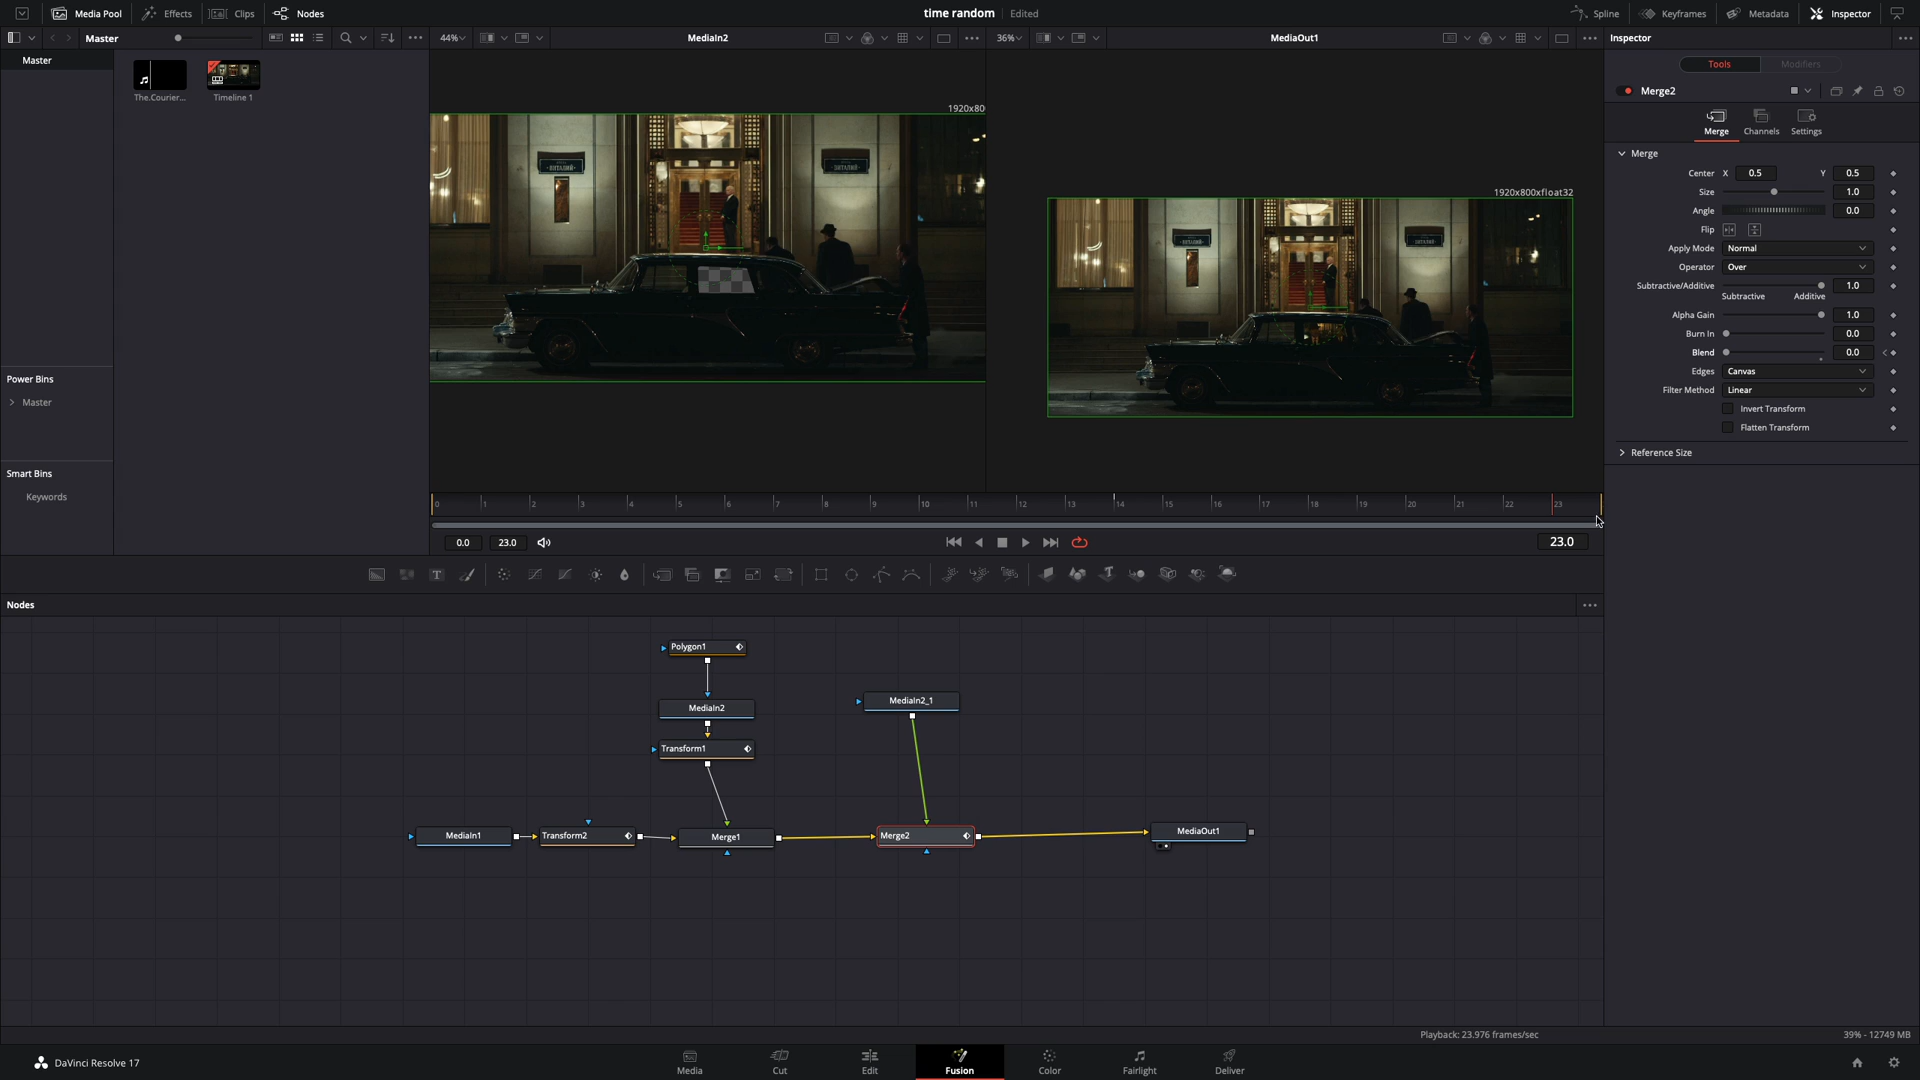 Media Pool
Effects
Clips
Nodes
time random
Edited
Spline
Keyframes
Metadata
Inspector
Master
44%
MediaIn2
36%
MediaOut1
Inspector
Master
The.Courier...
Timeline 1
Power Bins
Master
Smart Bins
Keywords
1920x80
1920x800xfloat32
Tools
Modifiers
Merge2
Merge
Channels
Settings
Merge
Center X 0.5 Y 0.5
Size 1.0
Angle 0.0
Flip
Apply Mode Normal
Operator Over
Subtractive/Additive 1.0
Subtractive Additive
Alpha Gain 1.0
Burn In 0.0
Blend 0.0
Edges Canvas
Filter Method Linear
Invert Transform
Flatten Transform
Reference Size
0 1 2 3 4 5 6 7 8 9 10 11 12 13 14 15 16 17 18 19 20 21 22 23
0.0
23.0
23.0
Nodes
Polygon1
MediaIn2
Transform1
MediaIn2_1
MediaIn1
Transform2
Merge1
Merge2
MediaOut1
Playback: 23.976 frames/sec
39% - 12749 MB
DaVinci Resolve 17
Media
Cut
Edit
Fusion
Color
Fairlight
Deliver